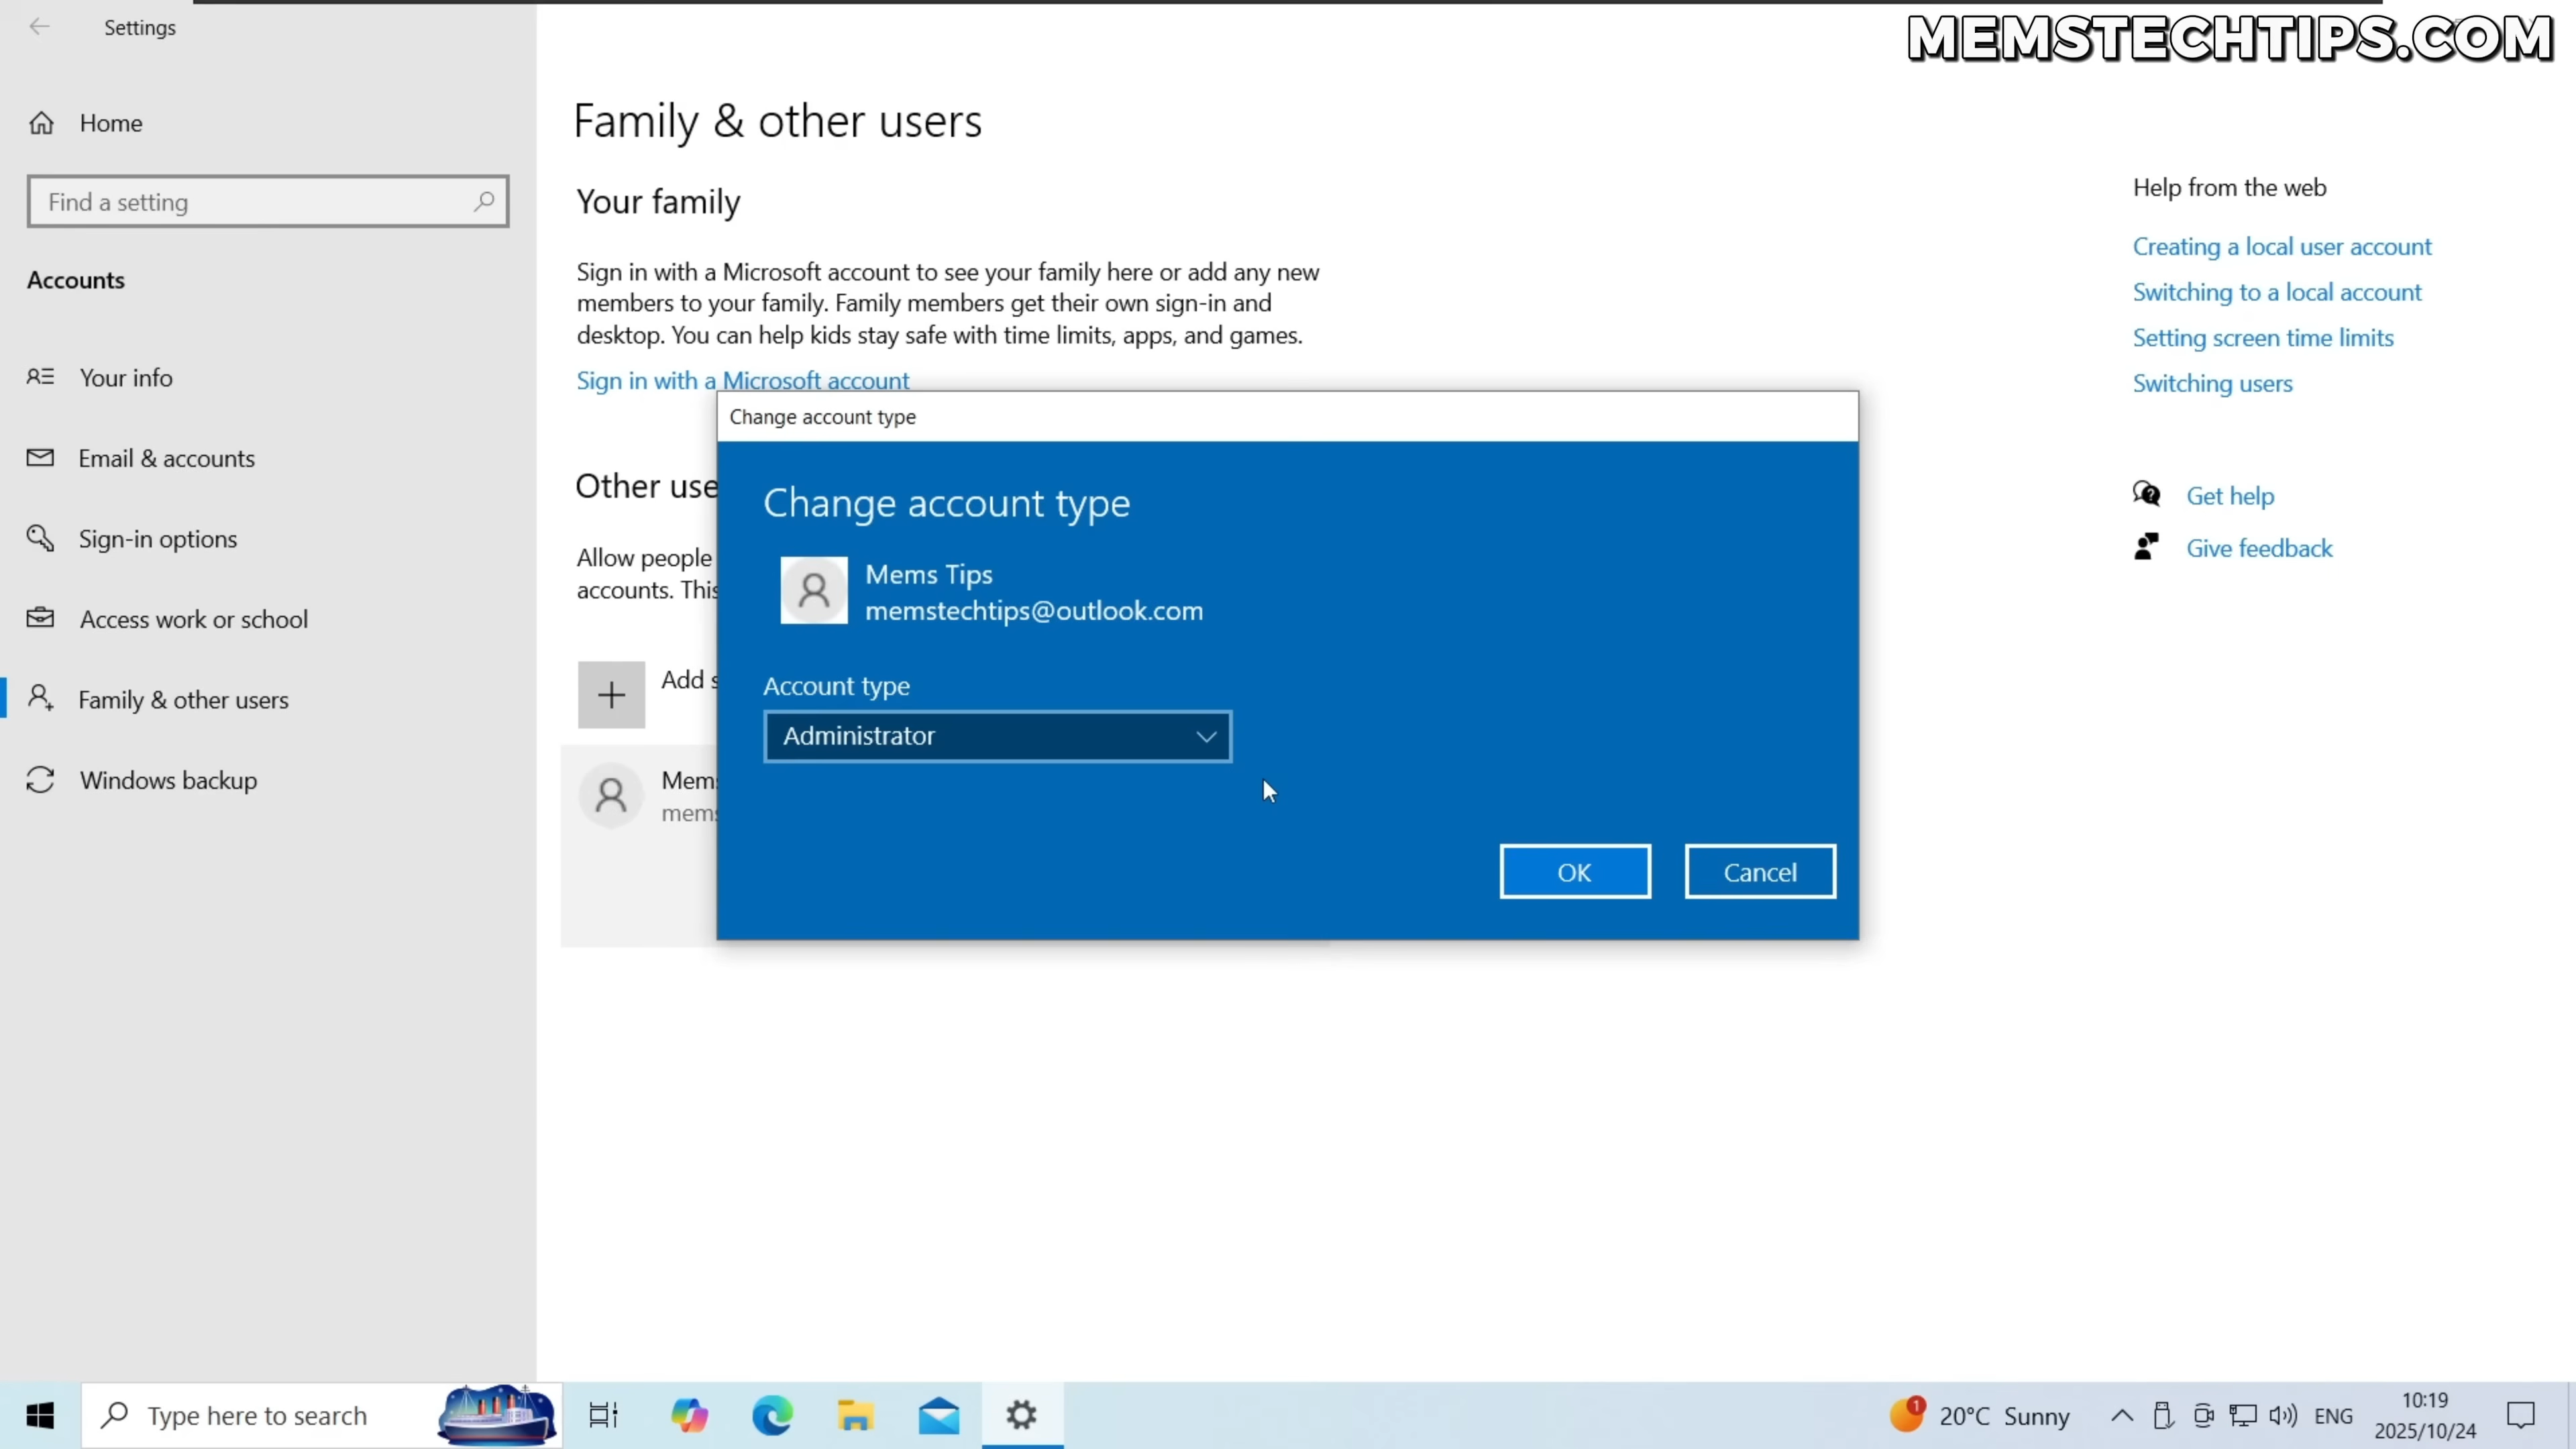 Settings
MEMSTECHTIPS.COM
Home
Find a setting
Accounts
Your info
Email & accounts
Sign-in options
Access work or school
Family & other users
Windows backup
Family & other users
Your family
Sign in with a Microsoft account to see your family here or add any new
members to your family. Family members get their own sign-in and
desktop. You can help kids stay safe with time limits, apps, and games.
Sign in with a Microsoft account
Other use
Allow people
accounts. This
Add s
Mems
mems
Change account type
Change account type
Mems Tips
memstechtips@outlook.com
Account type
Administrator
OK
Cancel
Help from the web
Creating a local user account
Switching to a local account
Setting screen time limits
Switching users
Get help
Give feedback
Type here to search
1
20°C Sunny
ENG
10:19
2025/10/24